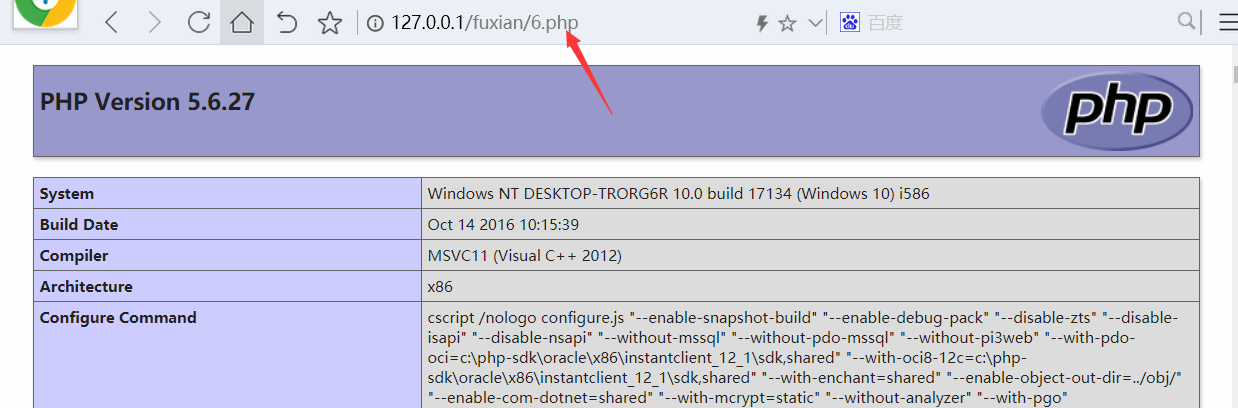 127.0.0.1/fuxian/6.php
百度
PHP Version 5.6.27
php
System Windows NT DESKTOP-TRORG6R 10.0 build 17134 (Windows 10) i586
Build Date Oct 14 2016 10:15:39
Compiler MSVC11 (Visual C++ 2012)
Architecture x86
Configure Command cscript /nologo configure.js "--enable-snapshot-build" "--enable-debug-pack" "--disable-zts" "--disable-
isapi" "--disable-nsapi" "--without-mssql" "--without-pdo-mssql" "--without-pi3web" "--with-pdo-
oci=c:\php-sdk\oracle\x86\instantclient_12_1\sdk,shared" "--with-oci8-12c=c:\php-
sdk\oracle\x86\instantclient_12_1\sdk,shared" "--with-enchant=shared" "--enable-object-out-dir=../obj/"
"--enable-com-dotnet=shared" "--with-mcrypt=static" "--without-analyzer" "--with-pgo"